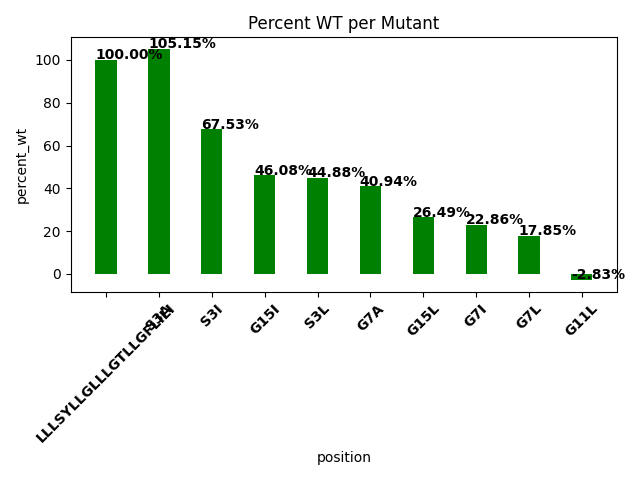 Percent WT per Mutant
percent_wt
100
80
60
40
20
0
100.00%
105.15%
67.53%
46.08%
44.88%
40.94%
26.49%
22.86%
17.85%
-2.83%
S3A
S3I
G15I
S3L
G7A
G15L
G7I
G7L
G11L
position